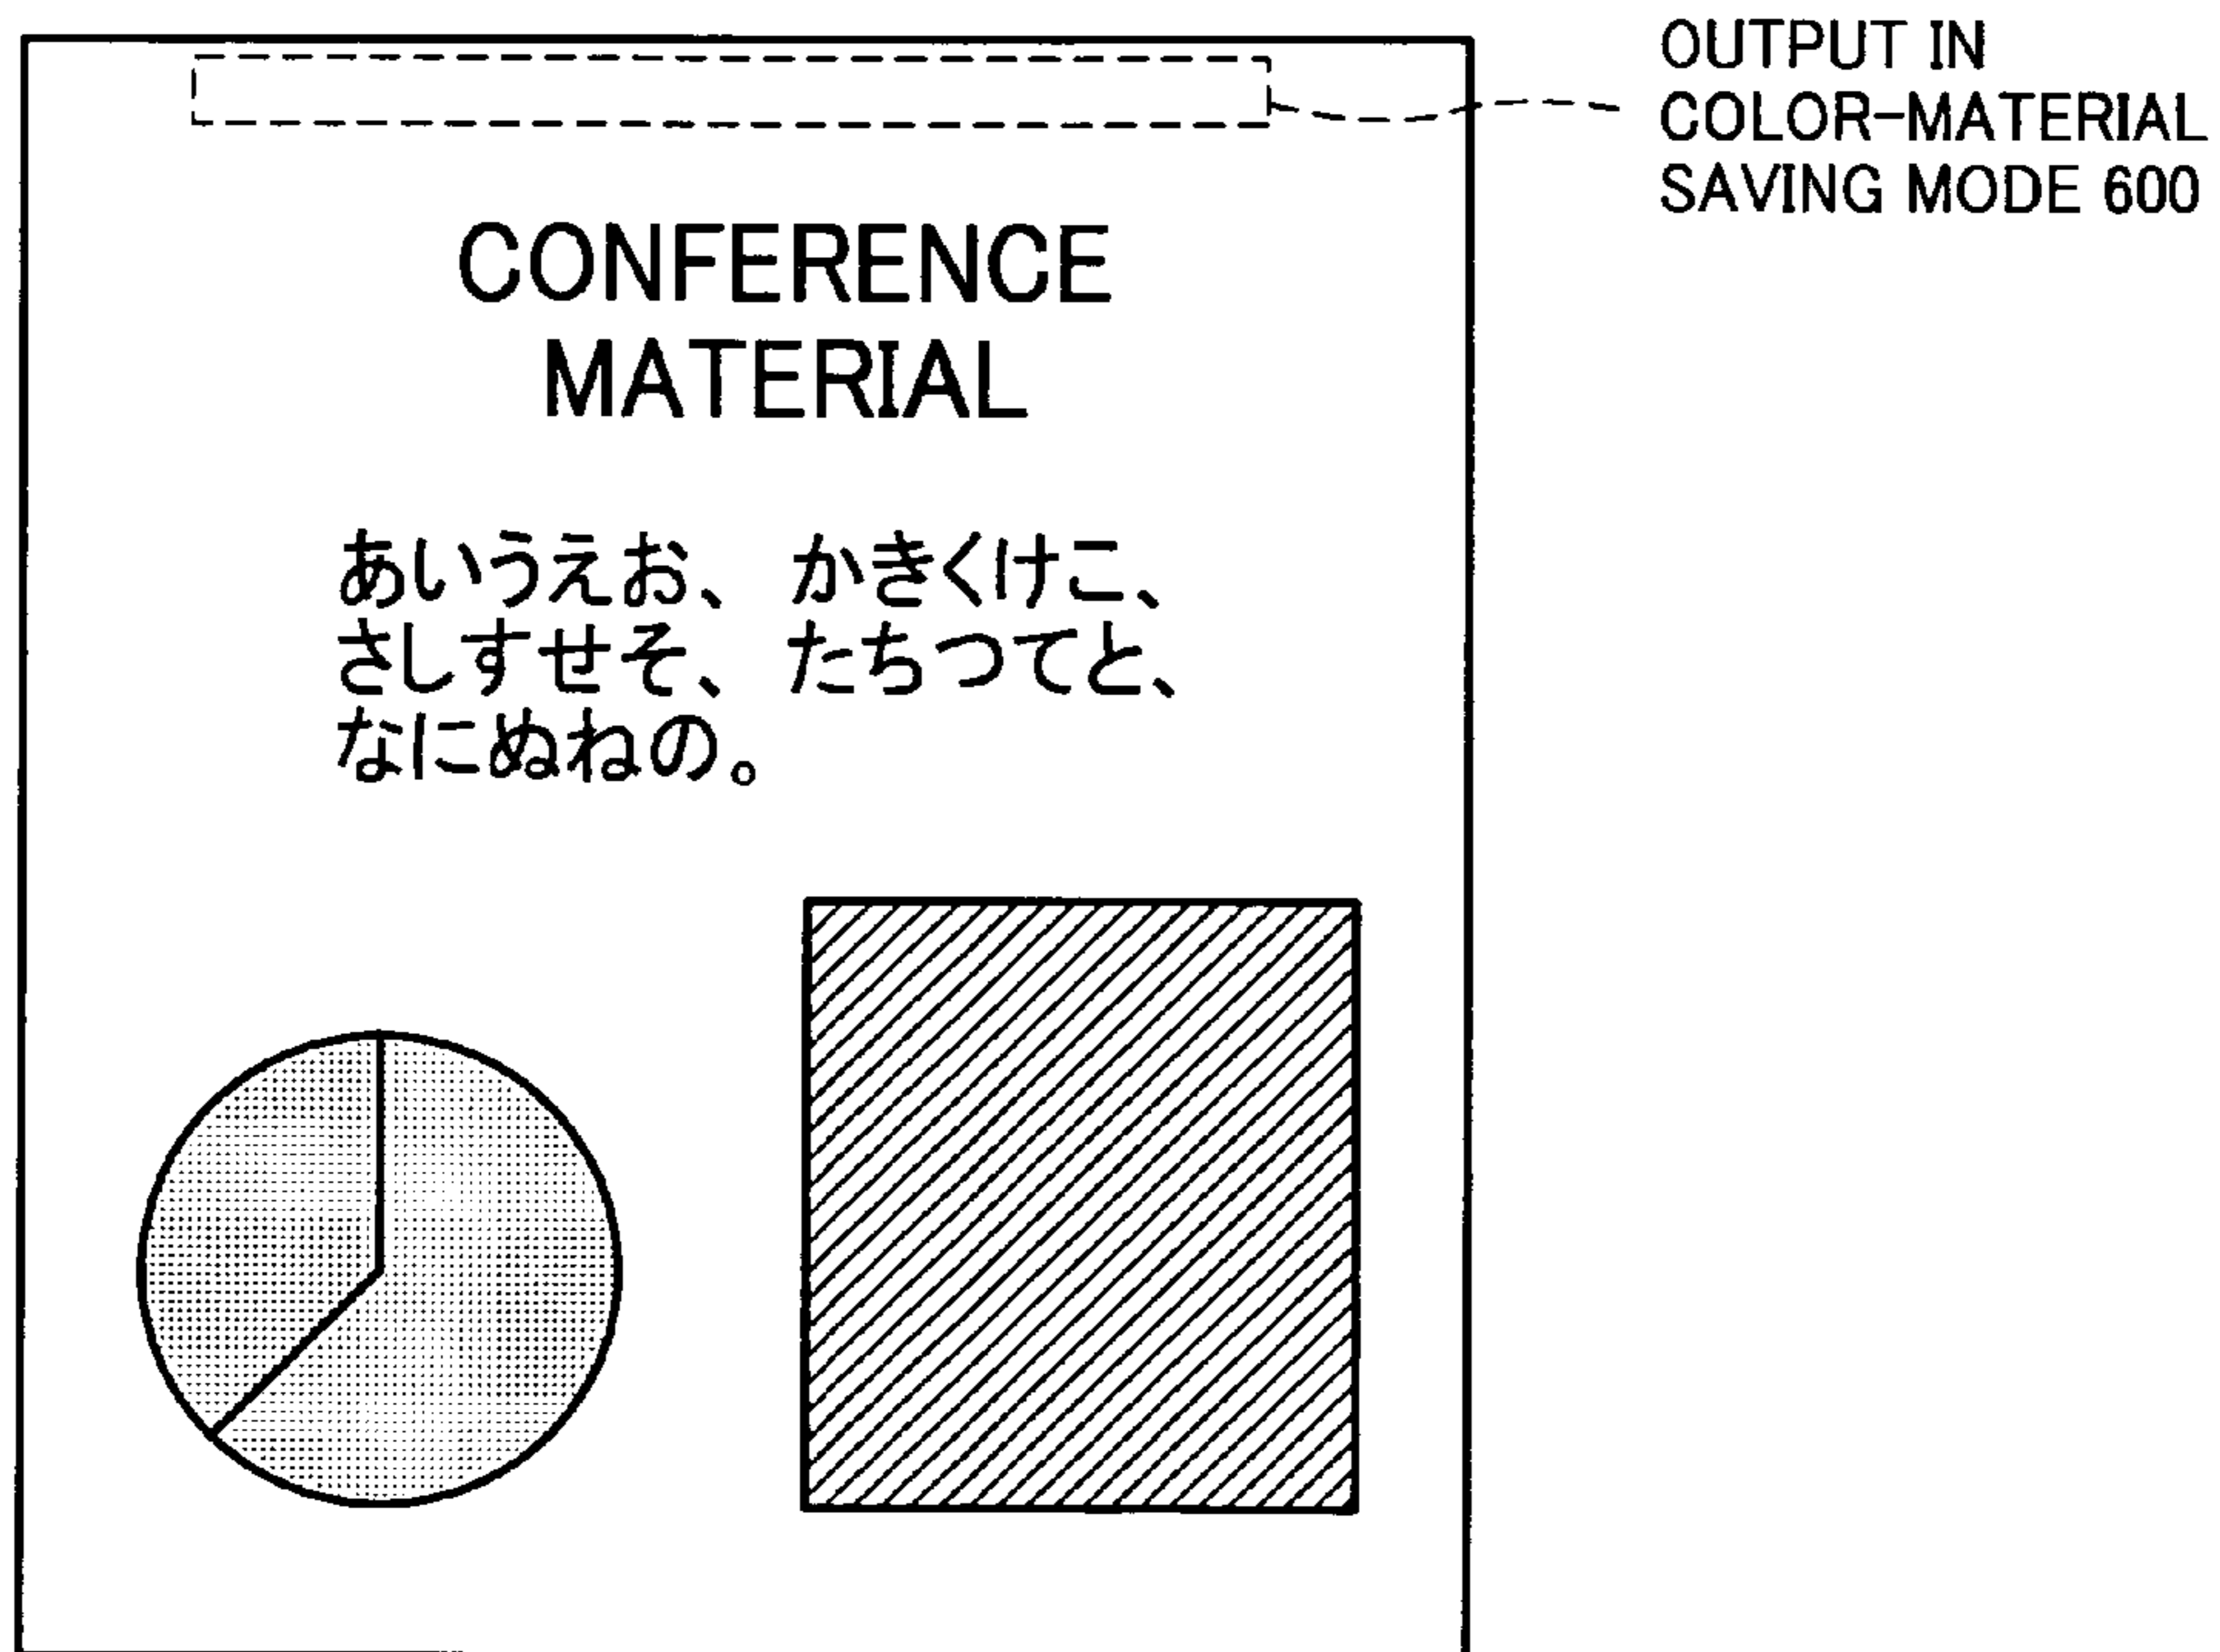 OUTPUT IN
COLOR-MATERIAL
SAVING MODE 600
CONFERENCE
MATERIAL
あいうえお、 かきくけこ、
さしすせそ、 たちつてと、
なにぬねの。